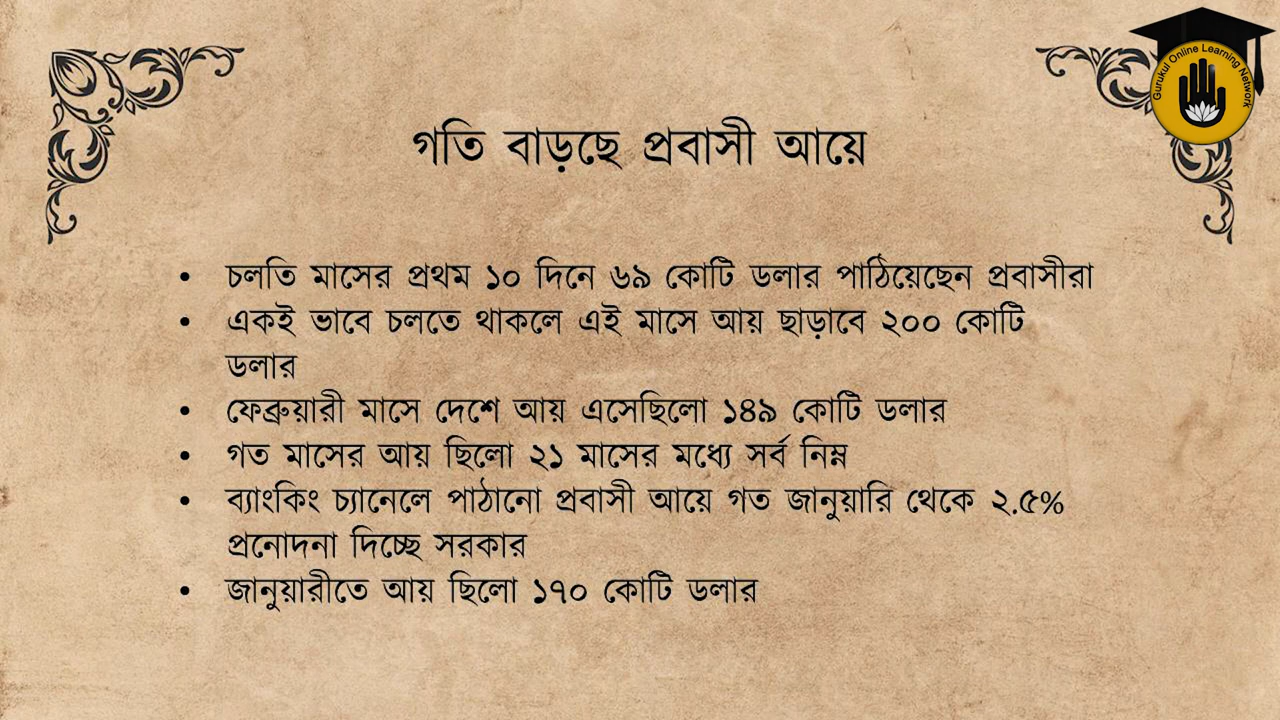 Gurukul Online Learning Network
গতি বাড়ছে প্রবাসী আয়ে
• চলতি মাসের প্রথম ১০ দিনে ৬৯ কোটি ডলার পাঠিয়েছেন প্রবাসীরা
• একই ভাবে চলতে থাকলে এই মাসে আয় ছাড়াবে ২০০ কোটি
ডলার
• ফেব্রুয়ারী মাসে দেশে আয় এসেছিলো ১৪৯ কোটি ডলার
• গত মাসের আয় ছিলো ২১ মাসের মধ্যে সর্ব নিম্ন
• ব্যাংকিং চ্যানেলে পাঠানো প্রবাসী আয়ে গত জানুয়ারি থেকে ২.৫%
প্রনোদনা দিচ্ছে সরকার
• জানুয়ারীতে আয় ছিলো ১৭০ কোটি ডলার